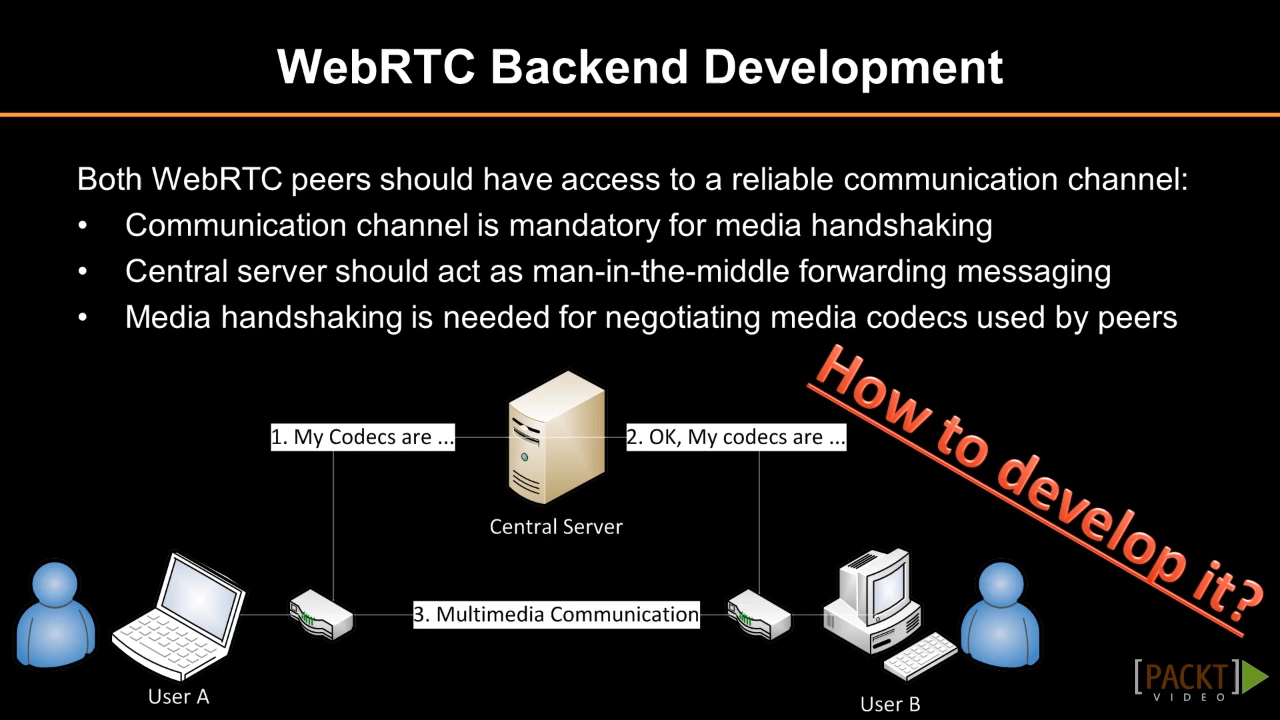 WebRTC Backend Development
Both WebRTC peers should have access to a reliable communication channel:
• Communication channel is mandatory for media handshaking
• Central server should act as man-in-the-middle forwarding messaging
• Media handshaking is needed for negotiating media codecs used by peers
How to develop it?
1. My Codecs are ...
2. OK, My codecs are ...
Central Server
3. Multimedia Communication
User A
User B
[PACKT]
VIDEO